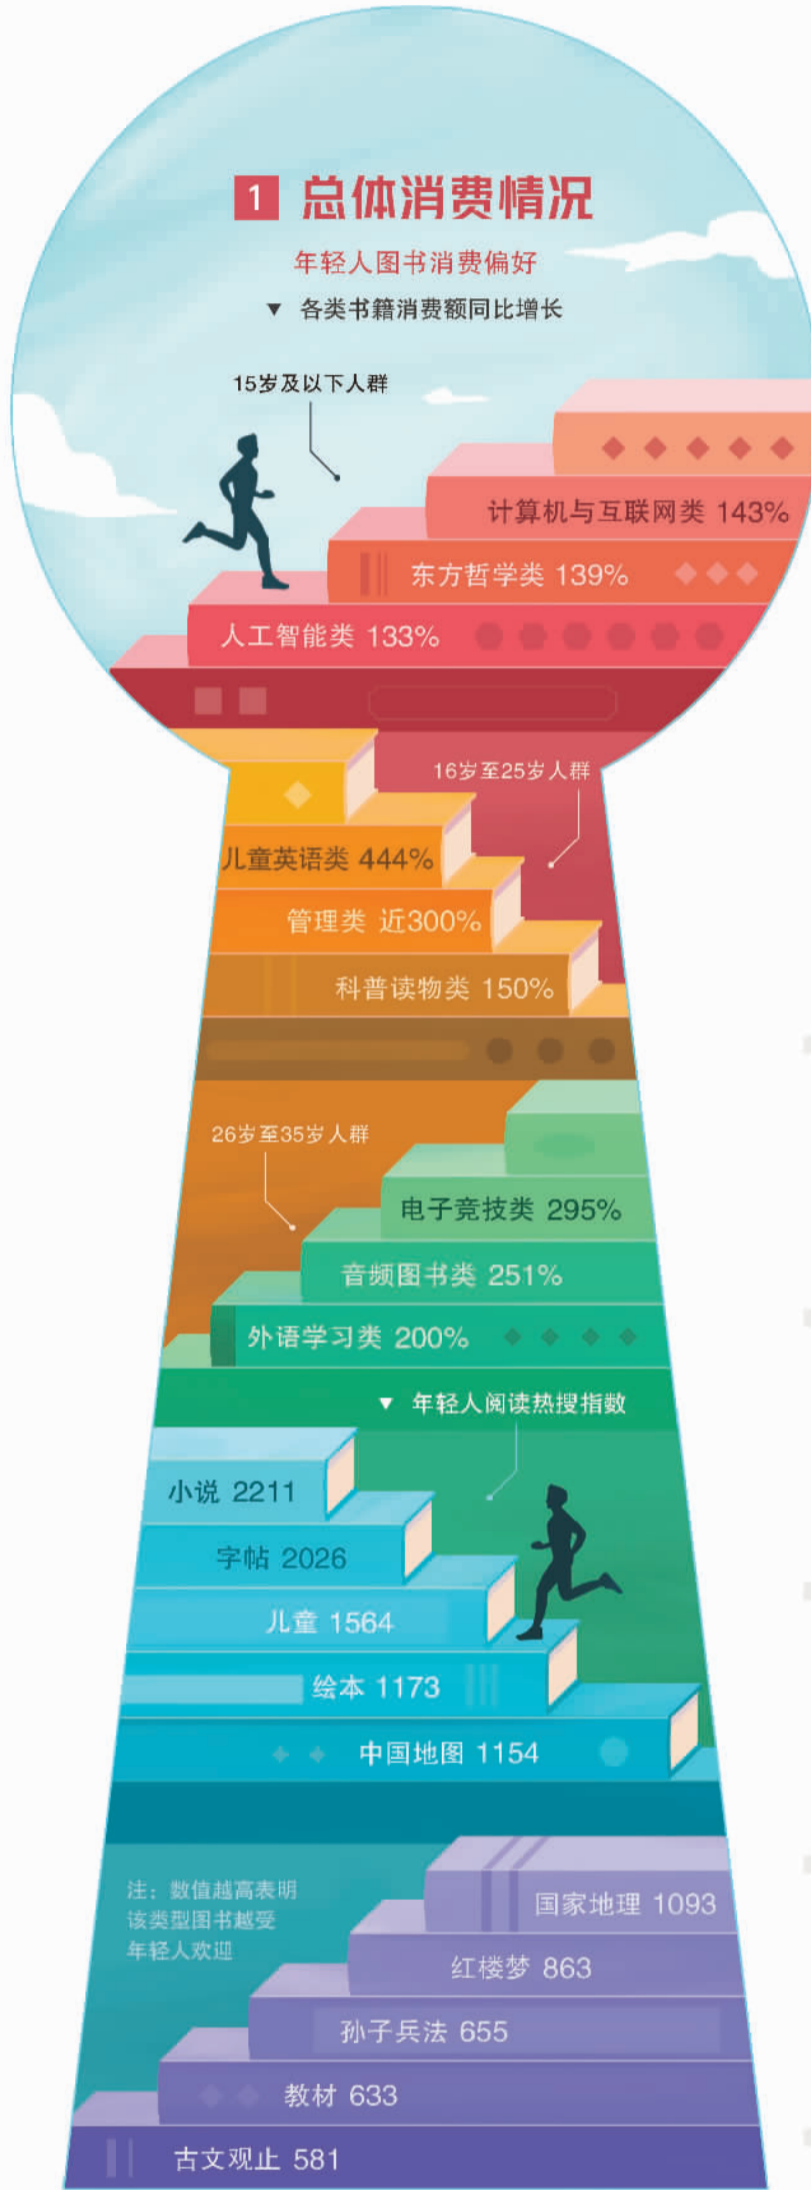 1 总体消费情况
年轻人图书消费偏好
▼ 各类书籍消费额同比增长
15岁及以下人群
计算机与互联网类 143%
东方哲学类 139%
人工智能类 133%
16岁至25岁人群
儿童英语类 444%
管理类 近300%
科普读物类 150%
26岁至35岁人群
电子竞技类 295%
音频图书类 251%
外语学习类 200%
▼ 年轻人阅读热搜指数
小说 2211
字帖 2026
儿童 1564
绘本 1173
中国地图 1154
注：数值越高表明
该类型图书越受
年轻人欢迎
国家地理 1093
红楼梦 863
孙子兵法 655
教材 633
古文观止 581